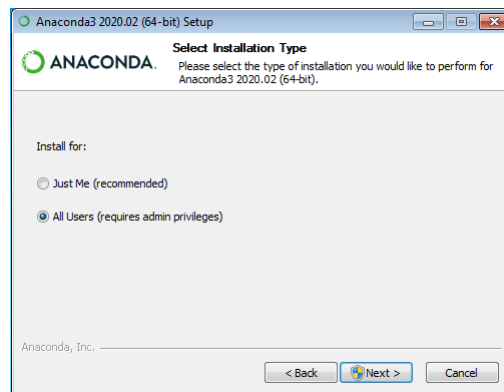 Anaconda3 2020.02 (64-bit) Setup
ANACONDA.
Select Installation Type
Please select the type of installation you would like to perform for
Anaconda3 2020.02 (64-bit).
Install for:
Just Me (recommended)
All Users (requires admin privileges)
Anaconda, Inc.
< Back
Next >
Cancel